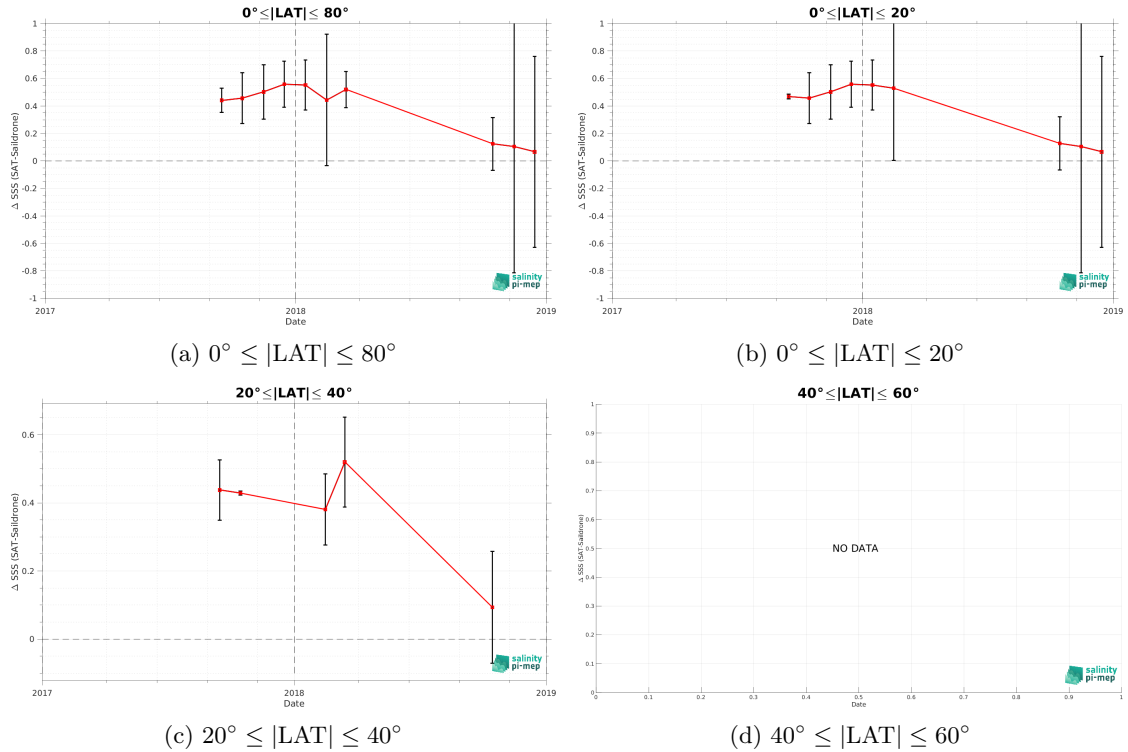 0°≤|LAT|≤ 80°
1
0.8
0.6
0.4
0.2
0
-0.2
-0.4
-0.6
-0.8
-1
Δ SSS (SAT-Saildrone)
2017
2018
2019
Date
salinity
pi-mep
(a) 0° ≤ |LAT| ≤ 80°
0°≤|LAT|≤ 20°
1
0.8
0.6
0.4
0.2
0
-0.2
-0.4
-0.6
-0.8
-1
Δ SSS (SAT-Saildrone)
2017
2018
2019
Date
salinity
pi-mep
(b) 0° ≤ |LAT| ≤ 20°
20°≤|LAT|≤ 40°
0.6
0.4
0.2
0
Δ SSS (SAT-Saildrone)
2017
2018
2019
Date
salinity
pi-mep
(c) 20° ≤ |LAT| ≤ 40°
40°≤|LAT|≤ 60°
1
0.9
0.8
0.7
0.6
0.5
0.4
0.3
0.2
0.1
0
Δ SSS (SAT-Saildrone)
NO DATA
0 0.1 0.2 0.3 0.4 0.5 0.6 0.7 0.8 0.9 1
Date
salinity
pi-mep
(d) 40° ≤ |LAT| ≤ 60°